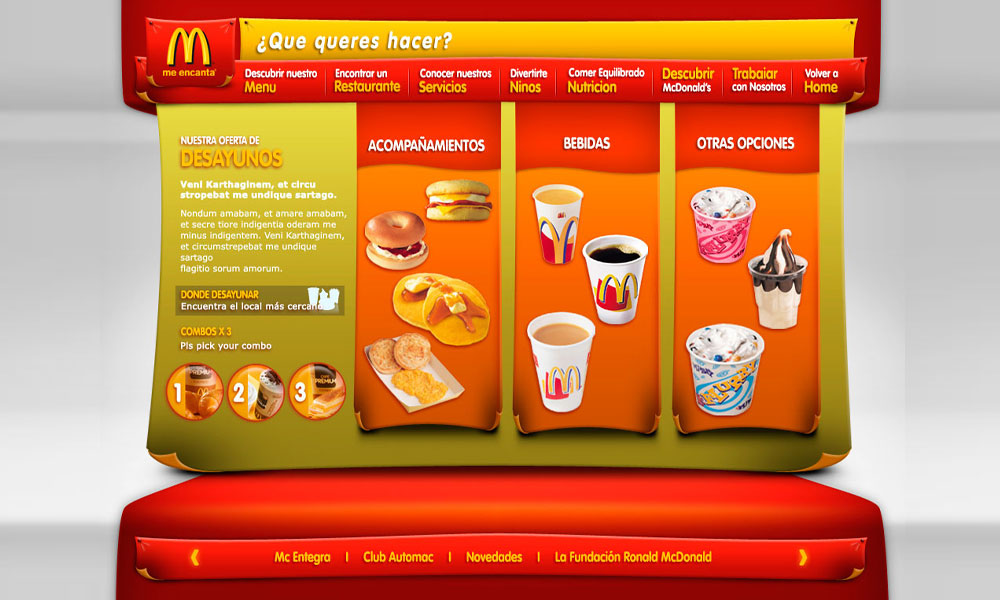 ¿Que queres hacer?
me encanta
Descubrir nuestro
Menu
Encontrar un
Restaurante
Conocer nuestros
Servicios
Divertirte
Ninos
Comer Equilibrado
Nutricion
Descubrir
McDonald's
Trabaiar
con Nosotros
Volver a
Home
NUESTRA OFERTA DE
DESAYUNOS
Veni Karthaginem, et circu
stropebat me undique sartago.
Nondum amabam, et amare amabam,
et secre tiore indigentia oderam me
minus indigentem. Veni Karthaginem,
et circumstrepebat me undique
sartago
flagitio sorum amorum.
DONDE DESAYUNAR
Encuentra el local más cercano
COMBOS X 3
Pls pick your combo
1
PREMIUM
2
3
PREMIUM
ACOMPAÑAMIENTOS
BEBIDAS
OTRAS OPCIONES
Mc Entegra | Club Automac | Novedades | La Fundación Ronald McDonald